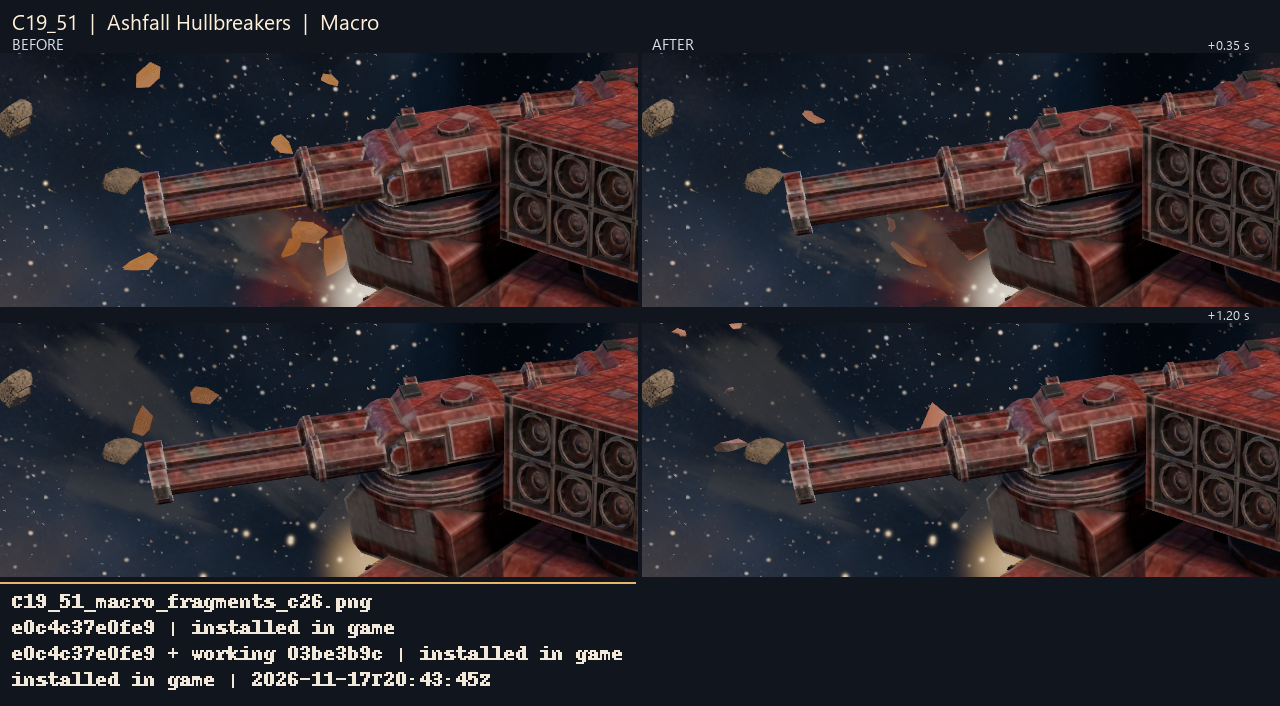 C19_51 | Ashfall Hullbreakers | Macro
BEFORE
AFTER
+0.35 s
+1.20 s
C19_51_macro_fragments_c26.png
e0c4c37e0fe9 | installed in game
e0c4c37e0fe9 + working 03be3b9c | installed in game
installed in game | 2026-11-17T20:43:45Z